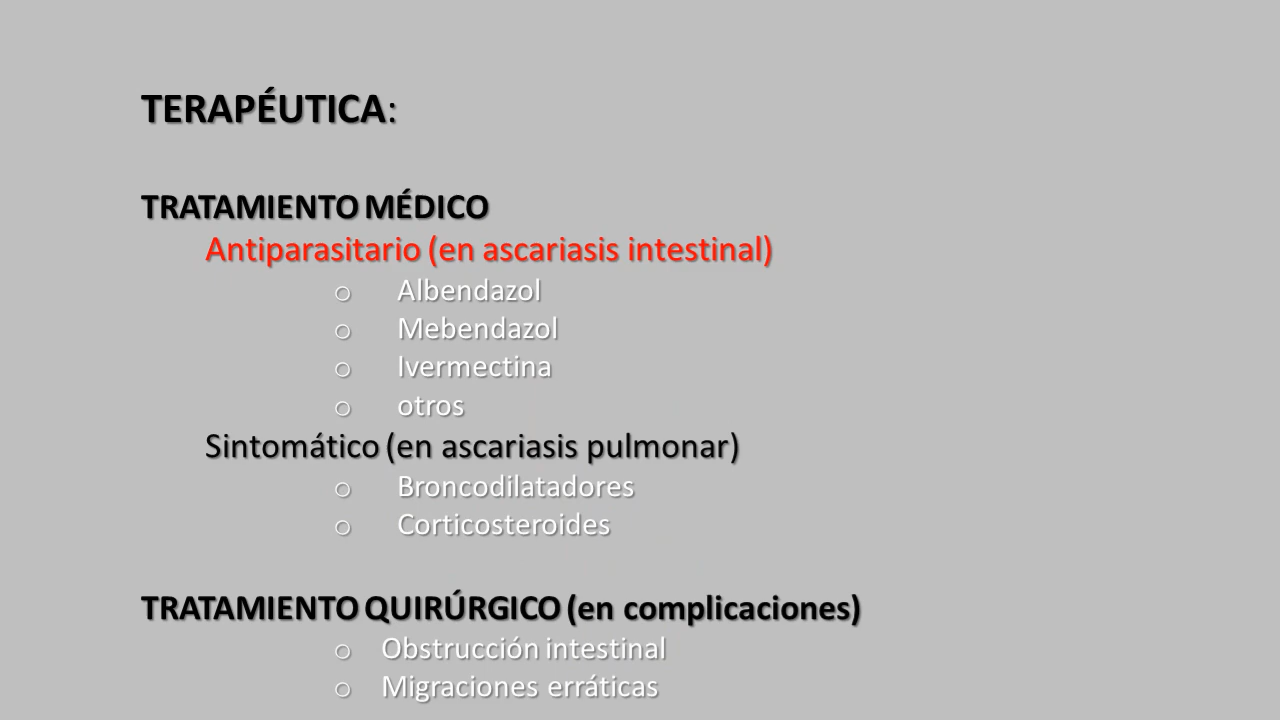 TERAPÉUTICA:
TRATAMIENTO MÉDICO
Antiparasitario (en ascariasis intestinal)
o Albendazol
o Mebendazol
o Ivermectina
o otros
Sintomático (en ascariasis pulmonar)
o Broncodilatadores
o Corticosteroides
TRATAMIENTO QUIRÚRGICO (en complicaciones)
o Obstrucción intestinal
o Migraciones erráticas